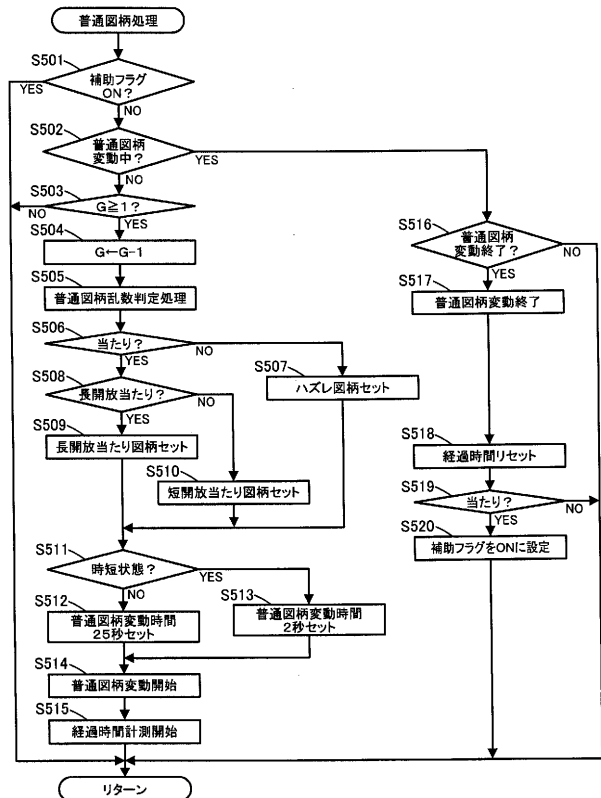 普通図柄処理
S501
補助フラグ
ON?
YES
NO
S502
普通図柄
変動中?
YES
NO
S503
G≧1?
NO
YES
S504
G←G-1
S505
普通図柄乱数判定処理
S506
当たり?
NO
YES
S507
ハズレ図柄セット
S508
長開放当たり?
NO
YES
S509
長開放当たり図柄セット
S510
短開放当たり図柄セット
S511
時短状態?
YES
NO
S512
普通図柄変動時間
25秒セット
S513
普通図柄変動時間
2秒セット
S514
普通図柄変動開始
S515
経過時間計測開始
S516
普通図柄
変動終了?
NO
YES
S517
普通図柄変動終了
S518
経過時間リセット
S519
当たり?
NO
YES
S520
補助フラグをONに設定
リターン